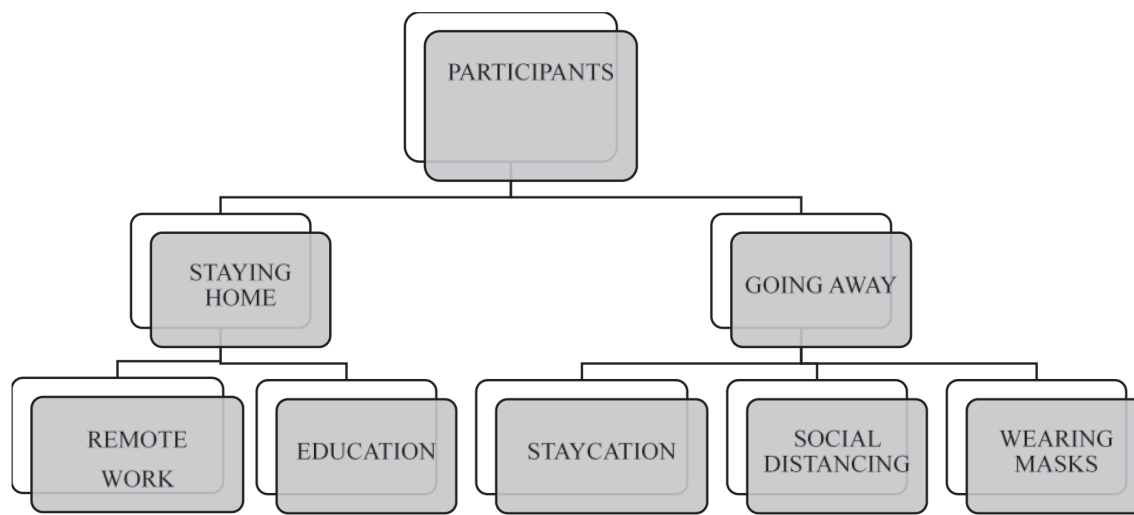 PARTICIPANTS
STAYING
HOME
GOING AWAY
REMOTE
WORK
EDUCATION
STAYCATION
SOCIAL
DISTANCING
WEARING
MASKS